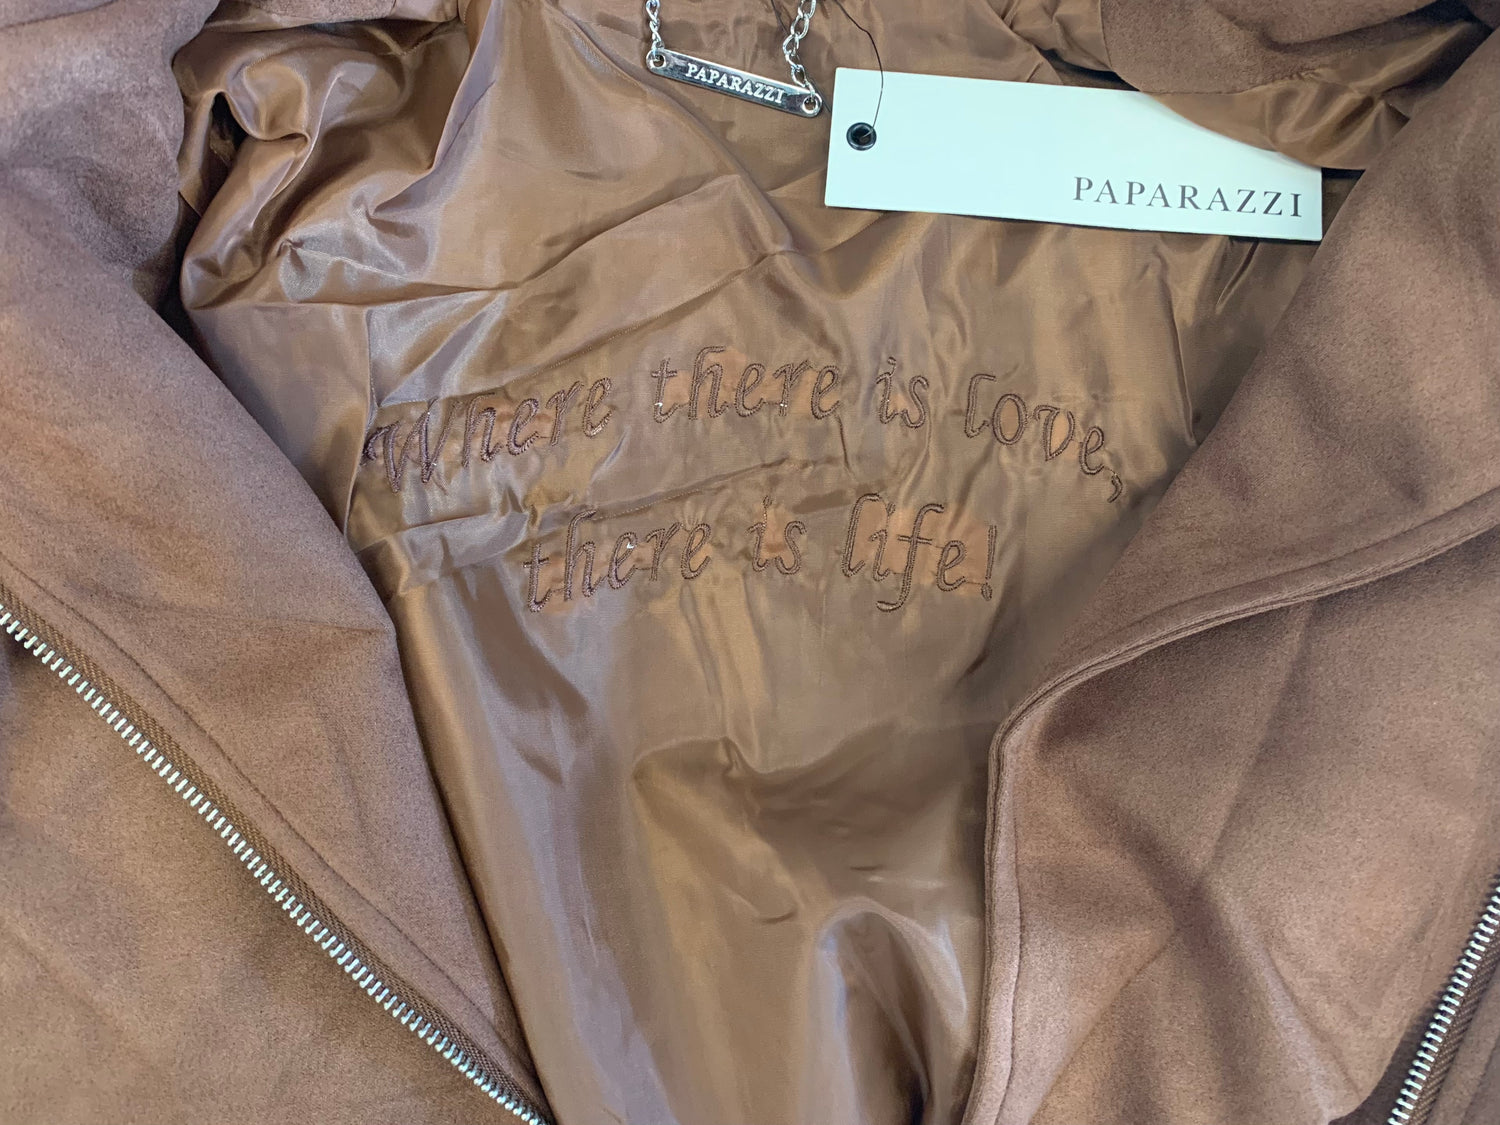 PAPARAZZI
PAPARAZZI
Where there is love,
there is life!